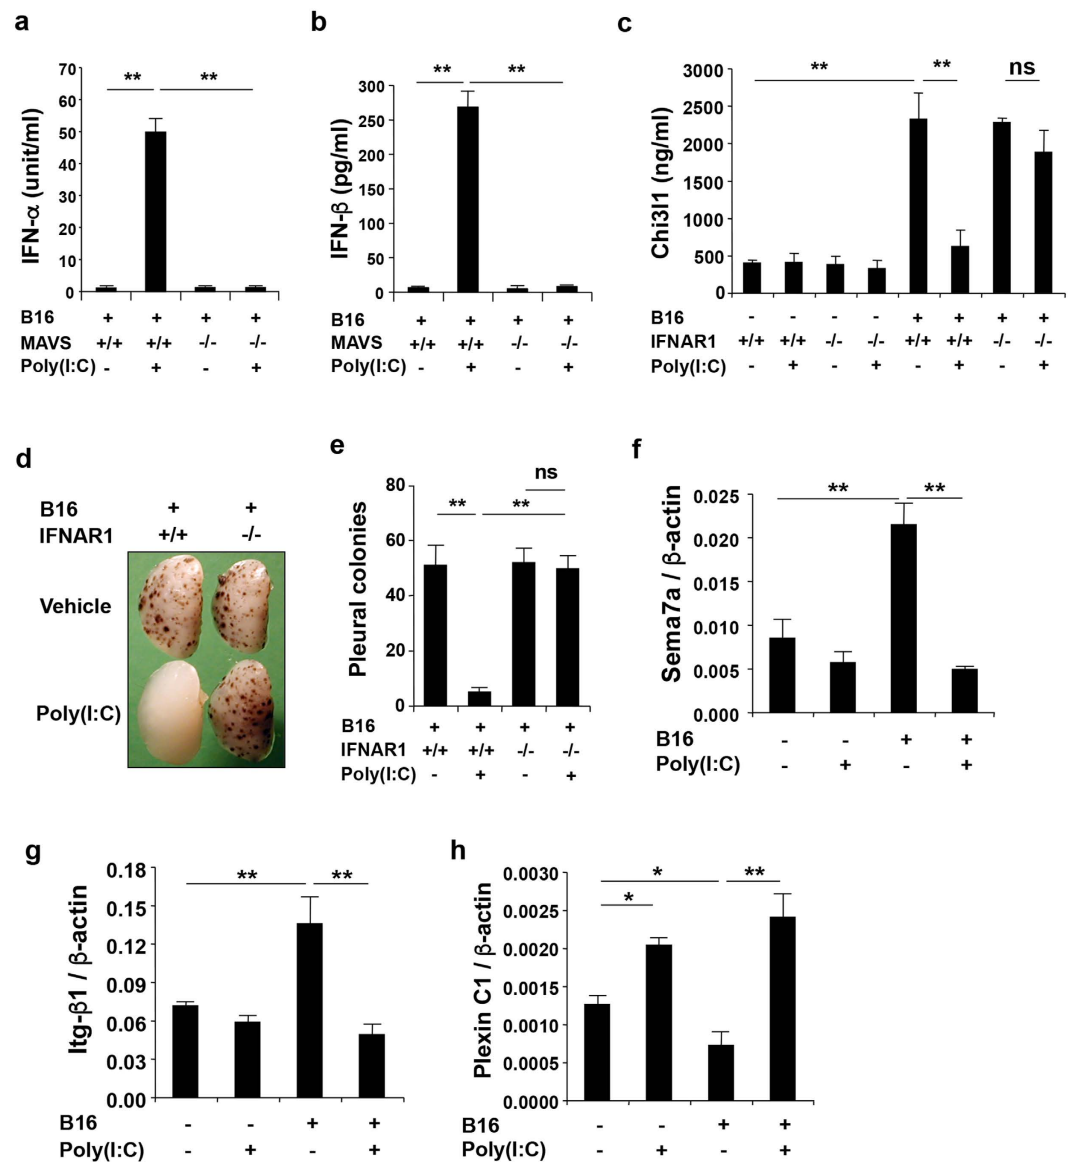 a
** **
70
60
50
40
30
20
10
0
IFN-α (unit/ml)
B16 + + + +
MAVS +/+ +/+ -/- -/-
Poly(I:C) - + - +
b
** **
300
250
200
150
100
50
0
IFN-β (pg/ml)
B16 + + + +
MAVS +/+ +/+ -/- -/-
Poly(I:C) - + - +
c
** ** ns
3000
2500
2000
1500
1000
500
0
Chi3l1 (ng/ml)
B16 - - - - + + + +
IFNAR1 +/+ +/+ -/- -/- +/+ +/+ -/- -/-
Poly(I:C) - + - + - + - +
d
B16 + +
IFNAR1 +/+ -/-
Vehicle
Poly(I:C)
e
ns
** **
80
60
40
20
0
Pleural colonies
B16 + + + +
IFNAR1 +/+ +/+ -/- -/-
Poly(I:C) - + - +
f
** **
0.025
0.020
0.015
0.010
0.005
0.000
Sema7a / β-actin
B16 - - + +
Poly(I:C) - + - +
g
** **
0.18
0.15
0.12
0.09
0.06
0.03
0.00
Itg-β1 / β-actin
B16 - - + +
Poly(I:C) - + - +
h
* **
*
0.0030
0.0025
0.0020
0.0015
0.0010
0.0005
0.0000
Plexin C1 / β-actin
B16 - - + +
Poly(I:C) - + - +